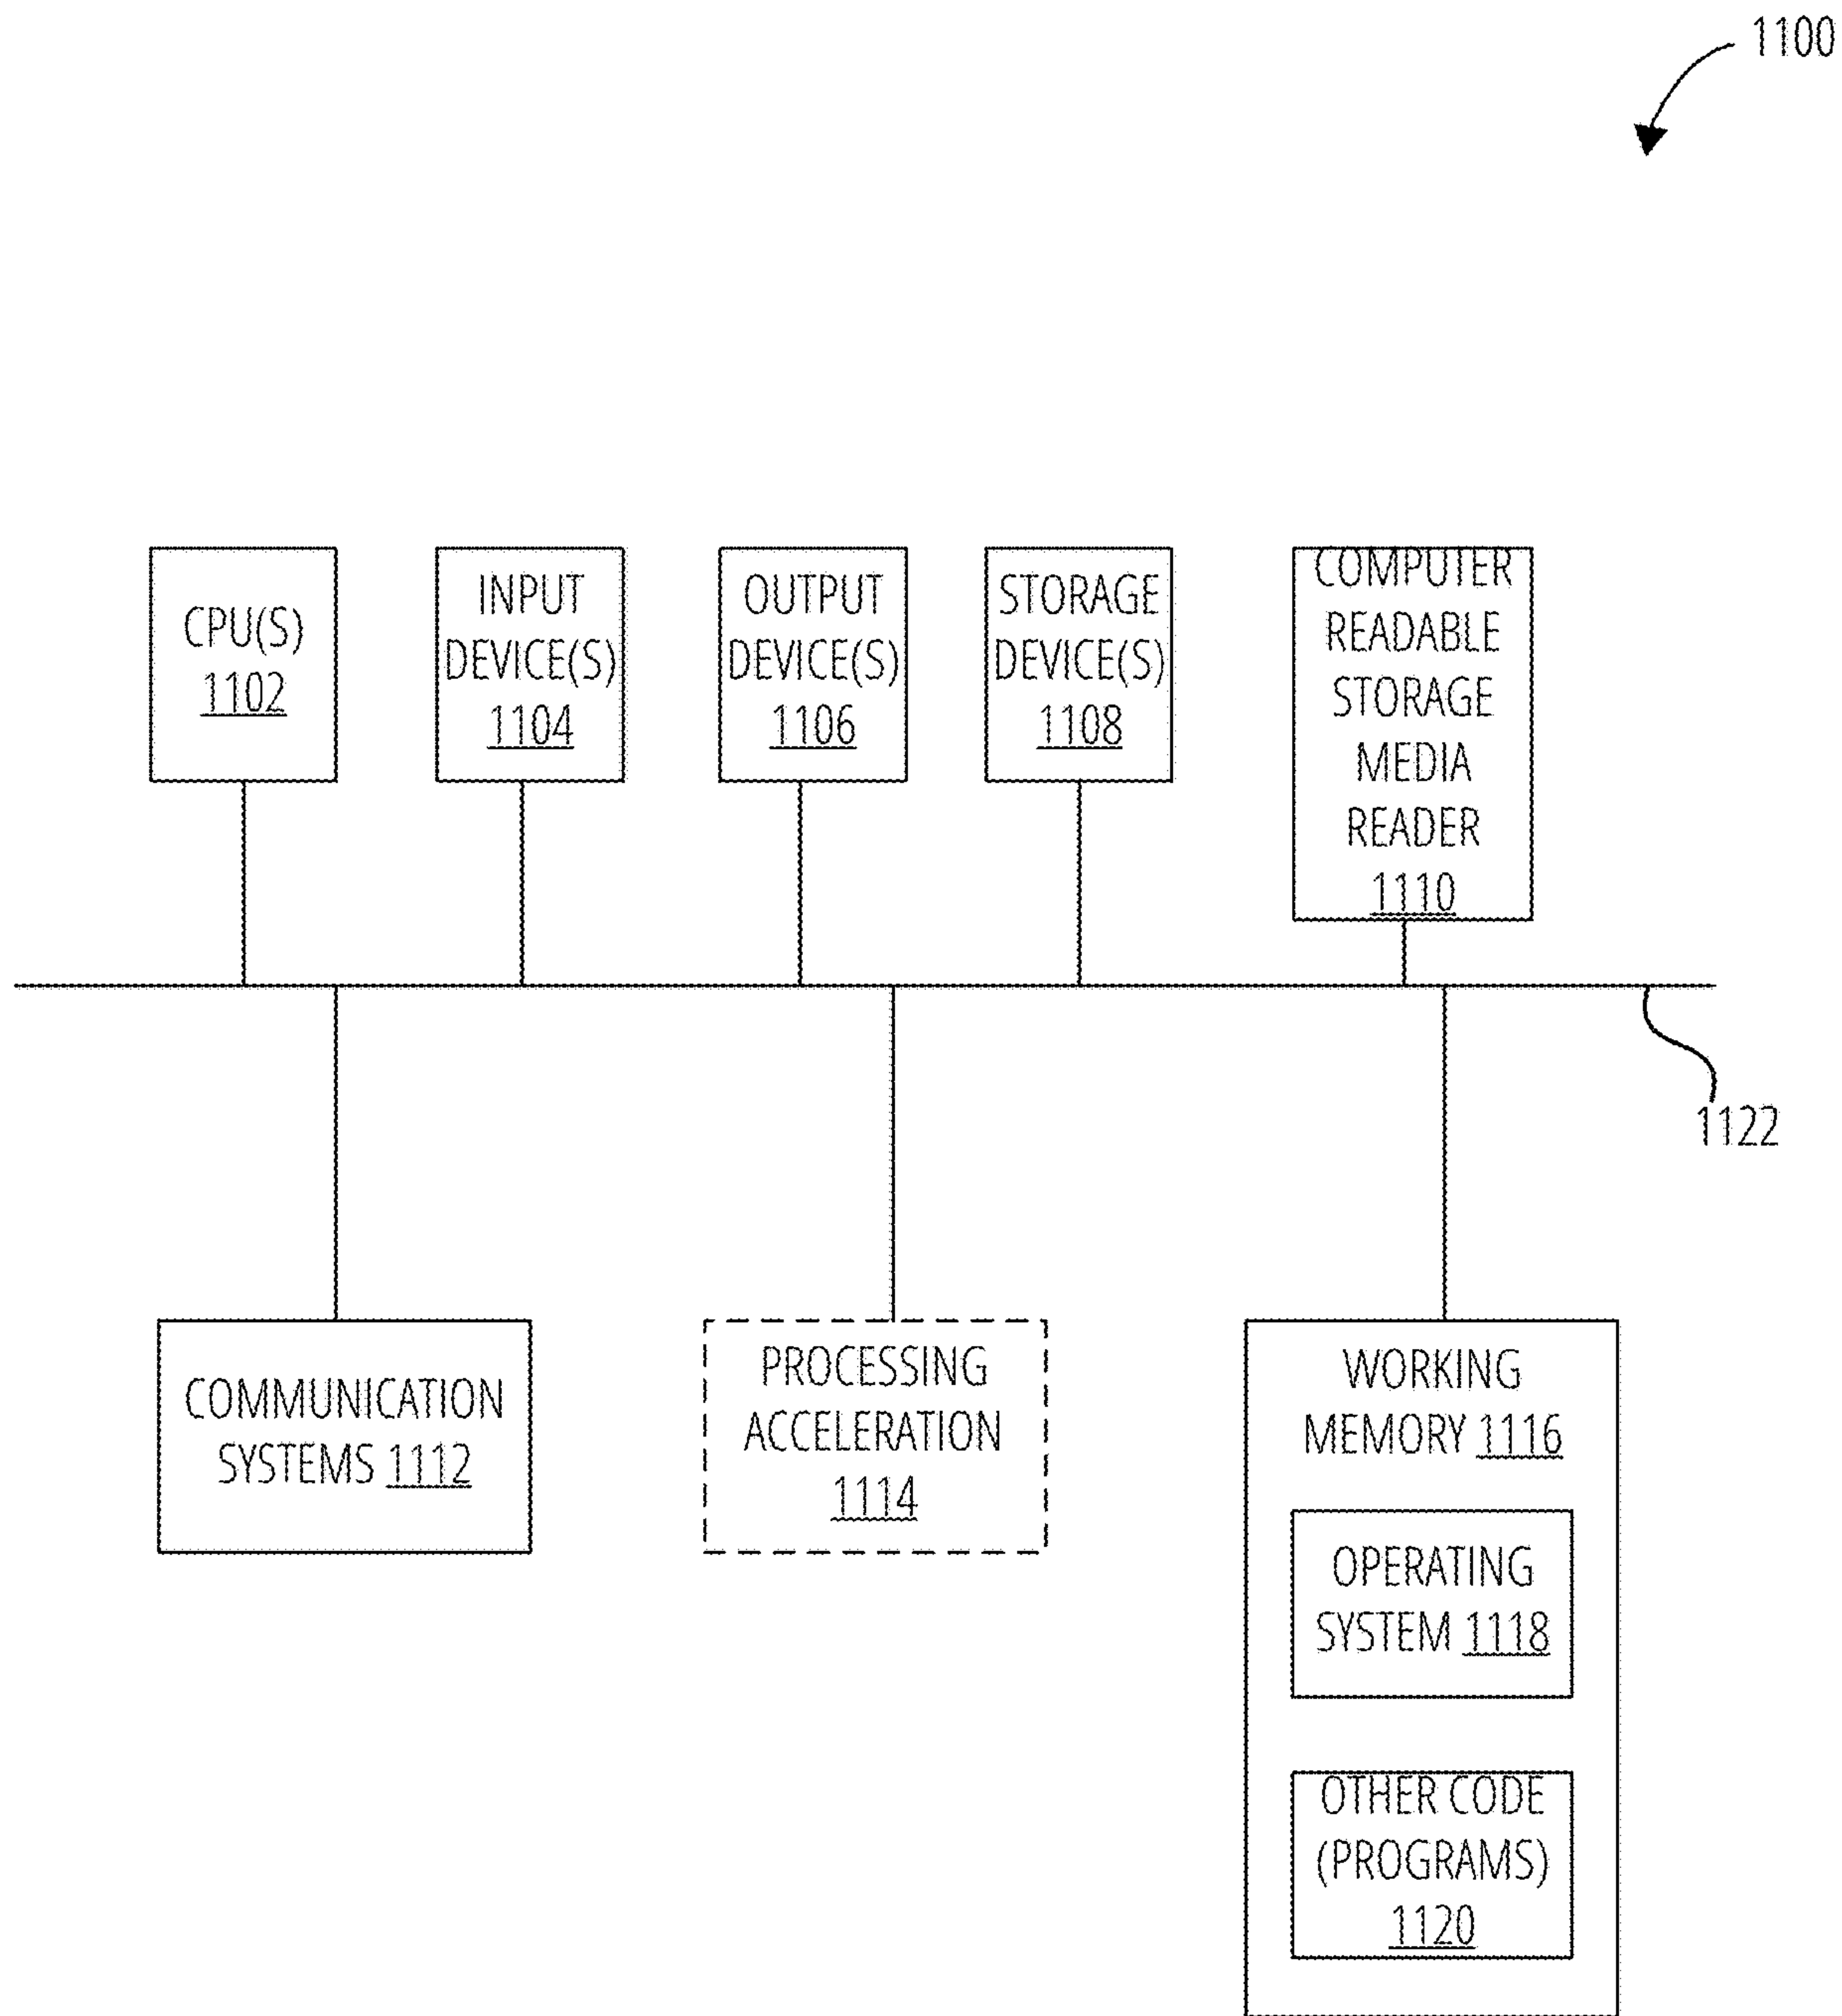 1100
CPU(S)
1102
INPUT
DEVICE(S)
1104
OUTPUT
DEVICE(S)
1106
STORAGE
DEVICE(S)
1108
COMPUTER
READABLE
STORAGE
MEDIA
READER
1110
1122
COMMUNICATION
SYSTEMS 1112
PROCESSING
ACCELERATION
1114
WORKING
MEMORY 1116
OPERATING
SYSTEM 1118
OTHER CODE
(PROGRAMS)
1120